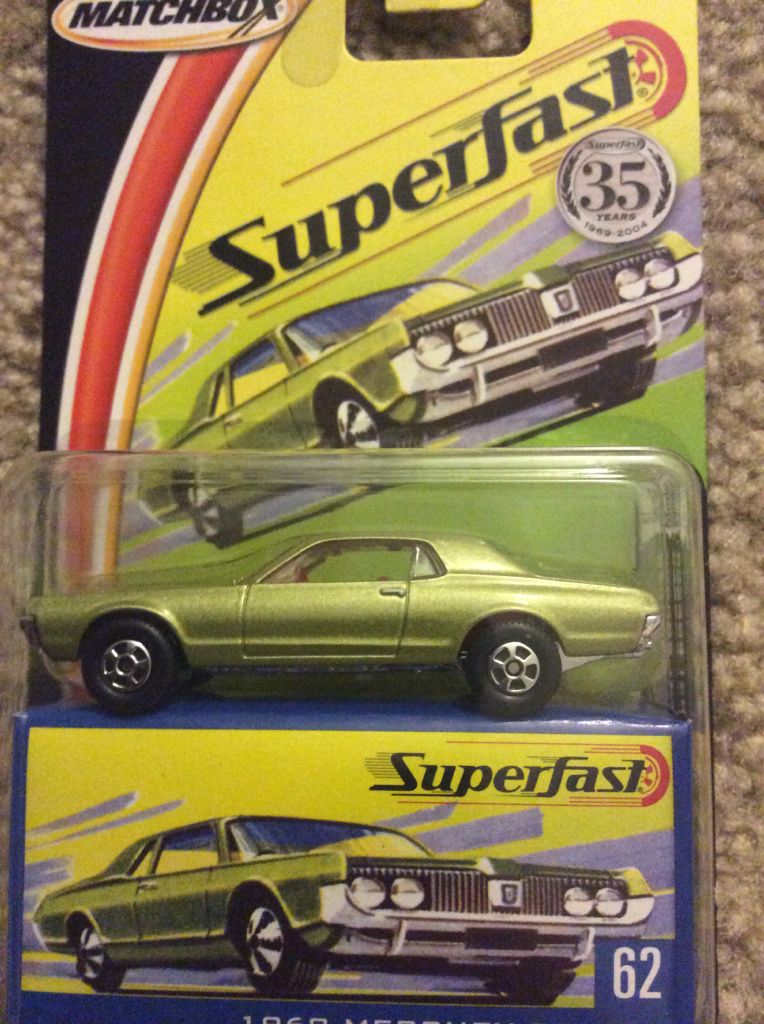 MATCHBOX
Superfast
Superfast
35
YEARS
1969-2004
Superfast
62